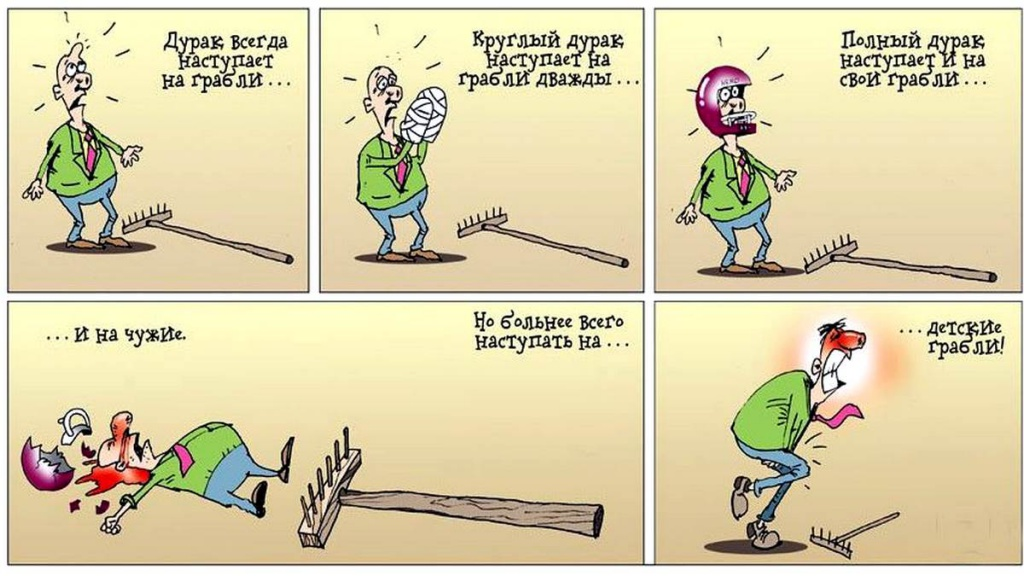 Дурак всегда
наступает
на грабли...
Круглый дурак
наступает на
грабли дважды...
Полный дурак
наступает и на
свои грабли...
...и на чужие.
Но больнее всего
наступать на...
...детские
грабли!